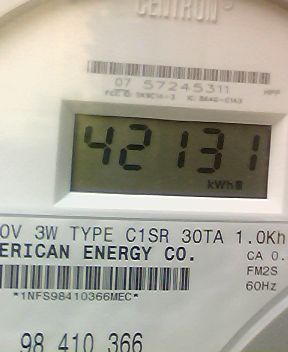 CENTRON
07 57245311
42131
kWh
0V 3W TYPE C1SR 30TA 1.0Kh
ERICAN ENERGY CO.
CA 0.
FM2S
*1NFS98410366MEC*
60Hz
98 410 366